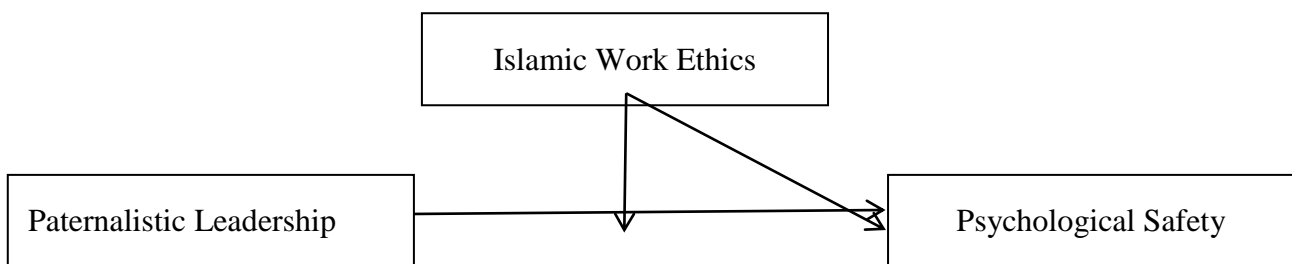 Islamic Work Ethics
Paternalistic Leadership
Psychological Safety